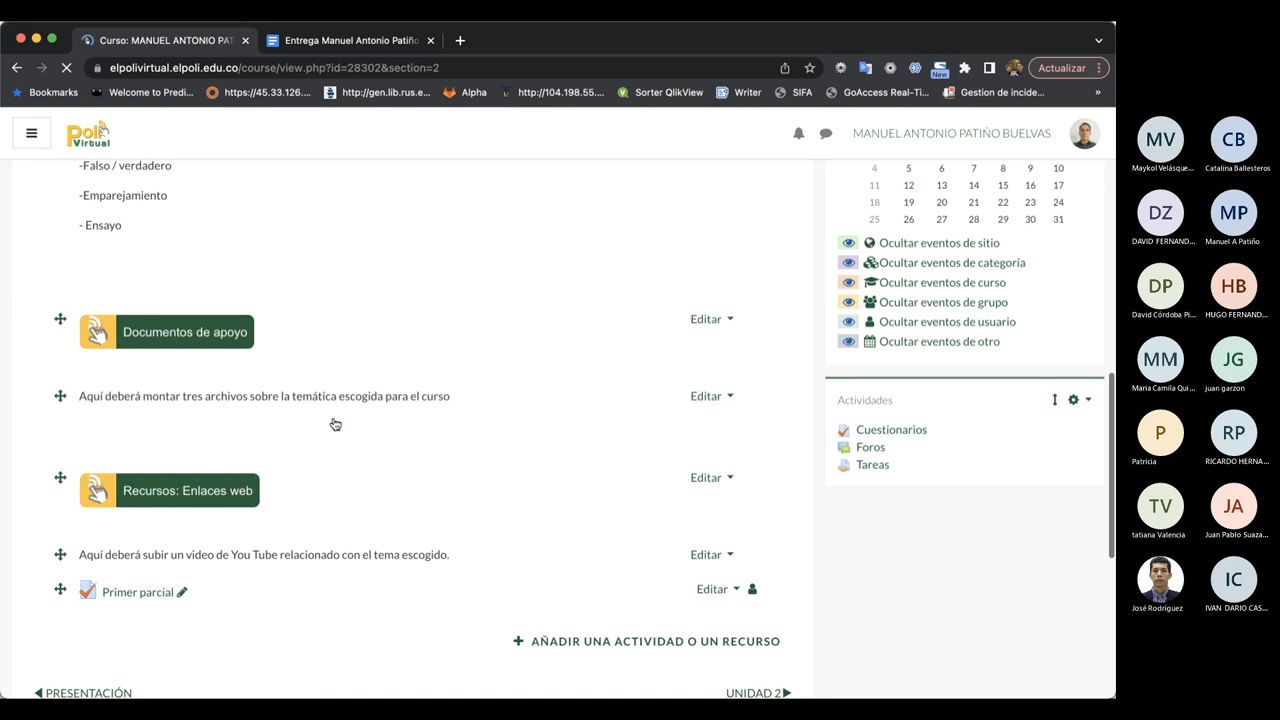 Curso: MANUEL ANTONIO PAT
Entrega Manuel Antonio Patiño
elpolivirtual.elpoli.edu.co/course/view.php?id=28302&section=2
New
Actualizar
Bookmarks
Welcome to Predi...
https://45.33.126....
http://gen.lib.rus.e...
Alpha
http://104.198.55....
Sorter QlikView
Writer
SIFA
GoAccess Real-Ti...
Gestion de incide...
»
Poli
Virtual
MANUEL ANTONIO PATIÑO BUELVAS
-Falso / verdadero
-Emparejamiento
- Ensayo
Documentos de apoyo
Editar
Aquí deberá montar tres archivos sobre la temática escogida para el curso
Editar
Recursos: Enlaces web
Editar
Aquí deberá subir un video de You Tube relacionado con el tema escogido.
Editar
Primer parcial
Editar
+ AÑADIR UNA ACTIVIDAD O UN RECURSO
PRESENTACIÓN
UNIDAD 2
4 5 6 7 8 9 10
11 12 13 14 15 16 17
18 19 20 21 22 23 24
25 26 27 28 29 30 31
Ocultar eventos de sitio
Ocultar eventos de categoría
Ocultar eventos de curso
Ocultar eventos de grupo
Ocultar eventos de usuario
Ocultar eventos de otro
Actividades
Cuestionarios
Foros
Tareas
MV
Maykol Velásque...
CB
Catalina Ballesteros
DZ
DAVID FERNAND...
MP
Manuel A Patiño
DP
David Córdoba Pi...
HB
HUGO FERNAND...
MM
Maria Camila Qui...
JG
juan garzon
P
Patricia
RP
RICARDO HERNA...
TV
tatiana Valencia
JA
Juan Pablo Suaza...
José Rodríguez
IC
IVAN DARIO CAS...